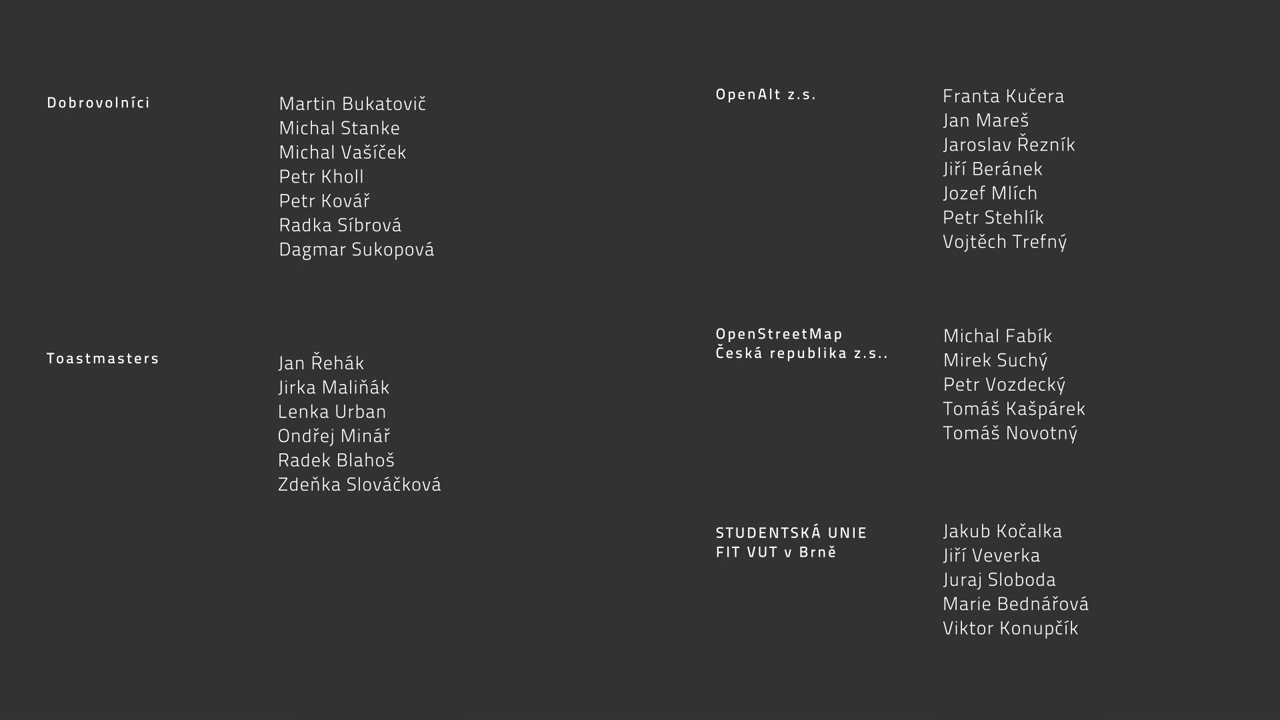 Dobrovolníci
Martin Bukatovič
Michal Stanke
Michal Vašíček
Petr Kholl
Petr Kovář
Radka Síbrová
Dagmar Sukopová
Toastmasters
Jan Řehák
Jirka Maliňák
Lenka Urban
Ondřej Minář
Radek Blahoš
Zdeňka Slováčková
OpenAlt z.s.
Franta Kučera
Jan Mareš
Jaroslav Řezník
Jiří Beránek
Jozef Mlích
Petr Stehlík
Vojtěch Trefný
OpenStreetMap
Česká republika z.s..
Michal Fabík
Mirek Suchý
Petr Vozdecký
Tomáš Kašpárek
Tomáš Novotný
STUDENTSKÁ UNIE
FIT VUT v Brně
Jakub Kočalka
Jiří Veverka
Juraj Sloboda
Marie Bednářová
Viktor Konupčík